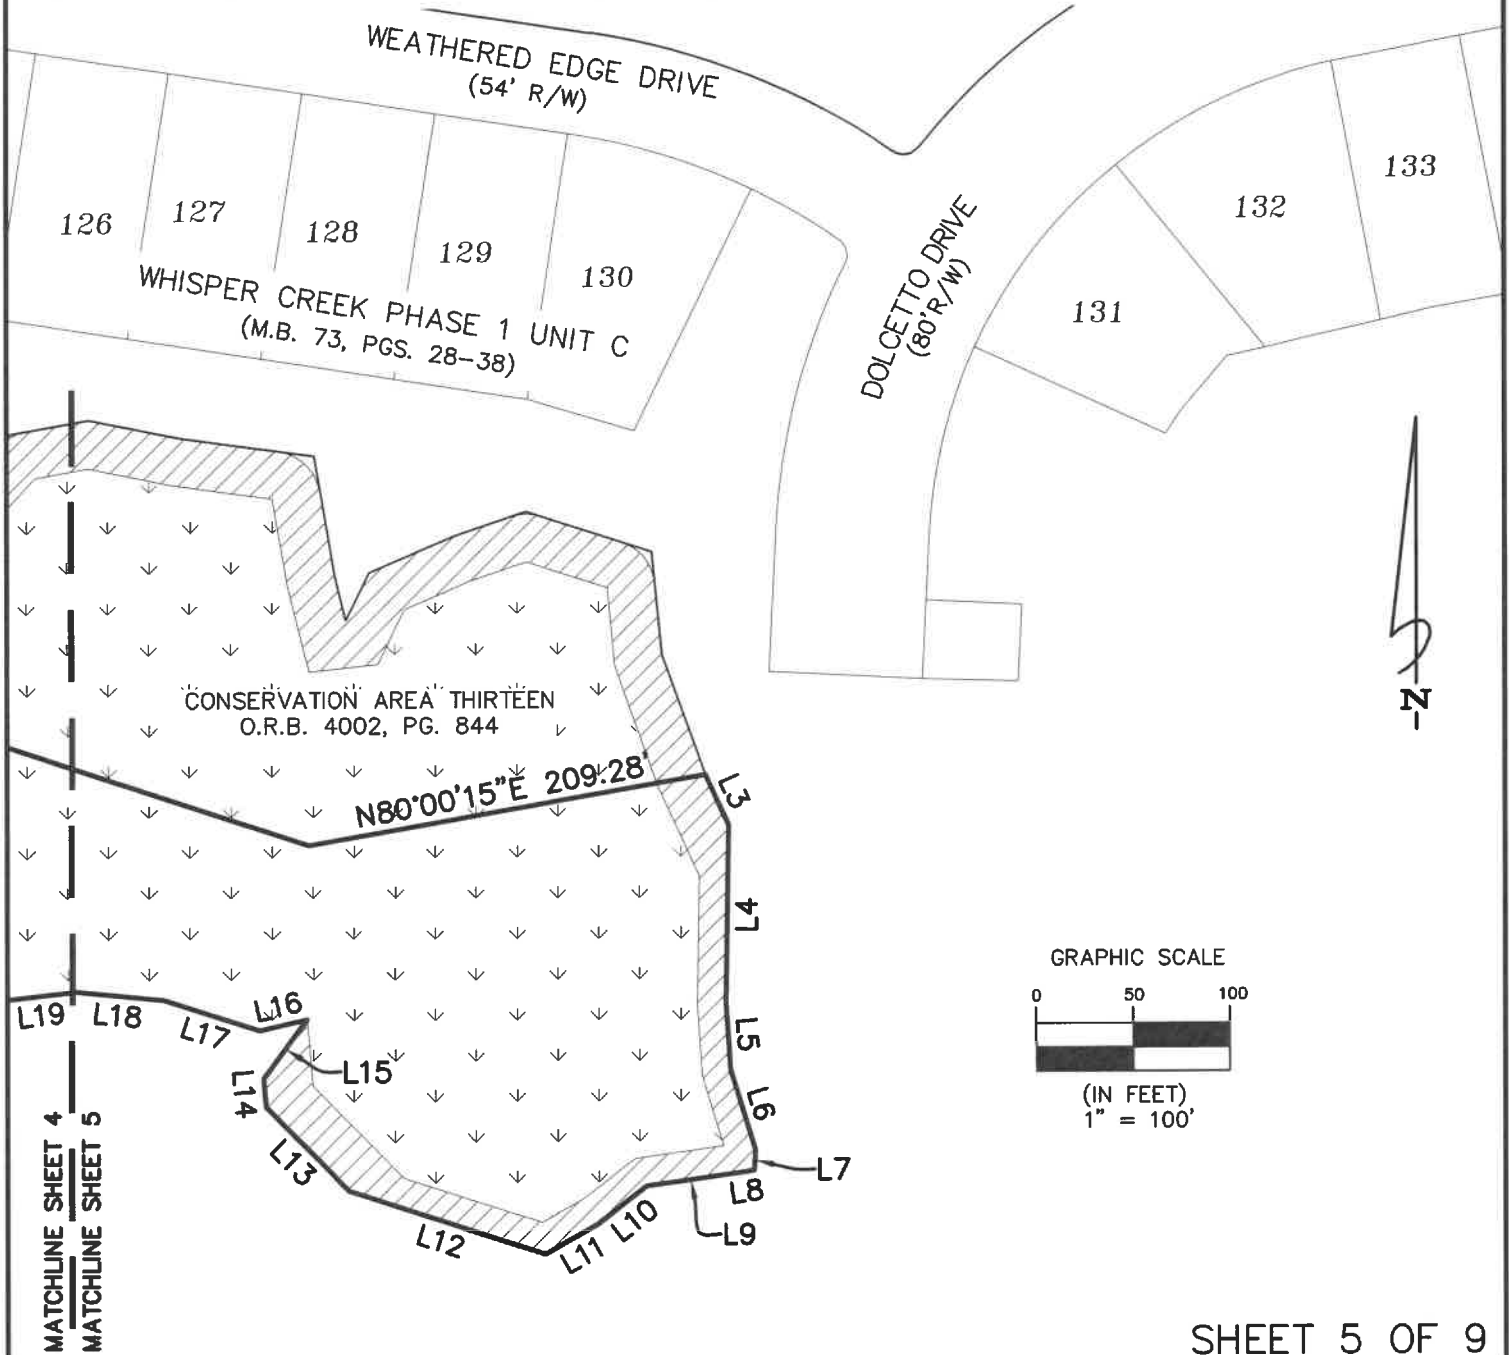 WEATHERED EDGE DRIVE
(54' R/W)
126
127
128
129
130
131
132
133
WHISPER CREEK PHASE 1 UNIT C
(M.B. 73, PGS. 28-38)
DOLCETTO DRIVE
(80'R/W)
CONSERVATION AREA THIRTEEN
O.R.B. 4002, PG. 844
N80°00'15"E 209.28'
L3
L4
L5
L6
L7
L8
L9
L10
L11
L12
L13
L14
L15
L16
L17
L18
L19
N
GRAPHIC SCALE
0 50 100
(IN FEET)
1" = 100'
MATCHLINE SHEET 4
MATCHLINE SHEET 5
SHEET 5 OF 9